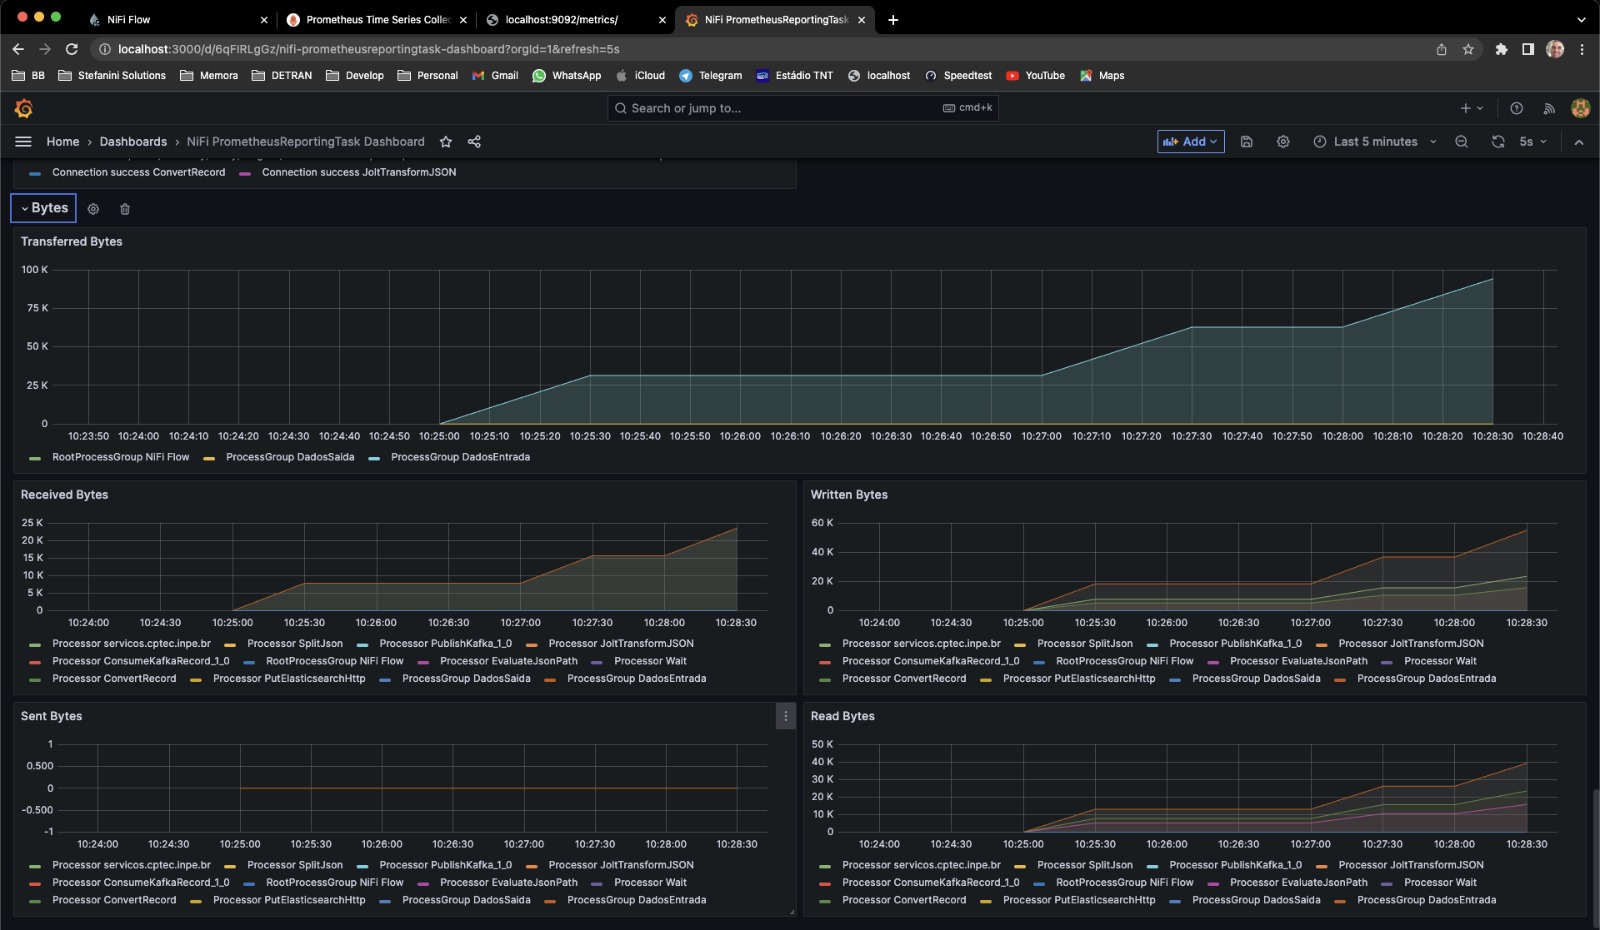 NiFi Flow
Prometheus Time Series Collec
localhost:9092/metrics/
NiFi PrometheusReportingTask
localhost:3000/d/6qFlRLgGz/nifi-prometheusreportingtask-dashboard?orgId=1&refresh=5s
BB Stefanini Solutions Memora DETRAN Develop Personal Gmail WhatsApp iCloud Telegram Estádio TNT localhost Speedtest YouTube Maps
Search or jump to... cmd+k
Home › Dashboards › NiFi PrometheusReportingTask Dashboard Add Last 5 minutes 5s
Connection success ConvertRecord Connection success JoltTransformJSON
Bytes
Transferred Bytes
100 K
75 K
50 K
25 K
0
10:23:50 10:24:00 10:24:10 10:24:20 10:24:30 10:24:40 10:24:50 10:25:00 10:25:10 10:25:20 10:25:30 10:25:40 10:25:50 10:26:00 10:26:10 10:26:20 10:26:30 10:26:40 10:26:50 10:27:00 10:27:10 10:27:20 10:27:30 10:27:40 10:27:50 10:28:00 10:28:10 10:28:20 10:28:30 10:28:40
RootProcessGroup NiFi Flow ProcessGroup DadosSaida ProcessGroup DadosEntrada
Received Bytes
25 K
20 K
15 K
10 K
5 K
0
10:24:00 10:24:30 10:25:00 10:25:30 10:26:00 10:26:30 10:27:00 10:27:30 10:28:00 10:28:30
Processor servicos.cptec.inpe.br Processor SplitJson Processor PublishKafka_1_0 Processor JoltTransformJSON
Processor ConsumeKafkaRecord_1_0 RootProcessGroup NiFi Flow Processor EvaluateJsonPath Processor Wait
Processor ConvertRecord Processor PutElasticsearchHttp ProcessGroup DadosSaida ProcessGroup DadosEntrada
Written Bytes
60 K
40 K
20 K
0
10:24:00 10:24:30 10:25:00 10:25:30 10:26:00 10:26:30 10:27:00 10:27:30 10:28:00 10:28:30
Processor servicos.cptec.inpe.br Processor SplitJson Processor PublishKafka_1_0 Processor JoltTransformJSON
Processor ConsumeKafkaRecord_1_0 RootProcessGroup NiFi Flow Processor EvaluateJsonPath Processor Wait
Processor ConvertRecord Processor PutElasticsearchHttp ProcessGroup DadosSaida ProcessGroup DadosEntrada
Sent Bytes
1
0.500
0
-0.500
-1
10:24:00 10:24:30 10:25:00 10:25:30 10:26:00 10:26:30 10:27:00 10:27:30 10:28:00 10:28:30
Processor servicos.cptec.inpe.br Processor SplitJson Processor PublishKafka_1_0 Processor JoltTransformJSON
Processor ConsumeKafkaRecord_1_0 RootProcessGroup NiFi Flow Processor EvaluateJsonPath Processor Wait
Processor ConvertRecord Processor PutElasticsearchHttp ProcessGroup DadosSaida ProcessGroup DadosEntrada
Read Bytes
50 K
40 K
30 K
20 K
10 K
0
10:24:00 10:24:30 10:25:00 10:25:30 10:26:00 10:26:30 10:27:00 10:27:30 10:28:00 10:28:30
Processor servicos.cptec.inpe.br Processor SplitJson Processor PublishKafka_1_0 Processor JoltTransformJSON
Processor ConsumeKafkaRecord_1_0 RootProcessGroup NiFi Flow Processor EvaluateJsonPath Processor Wait
Processor ConvertRecord Processor PutElasticsearchHttp ProcessGroup DadosSaida ProcessGroup DadosEntrada